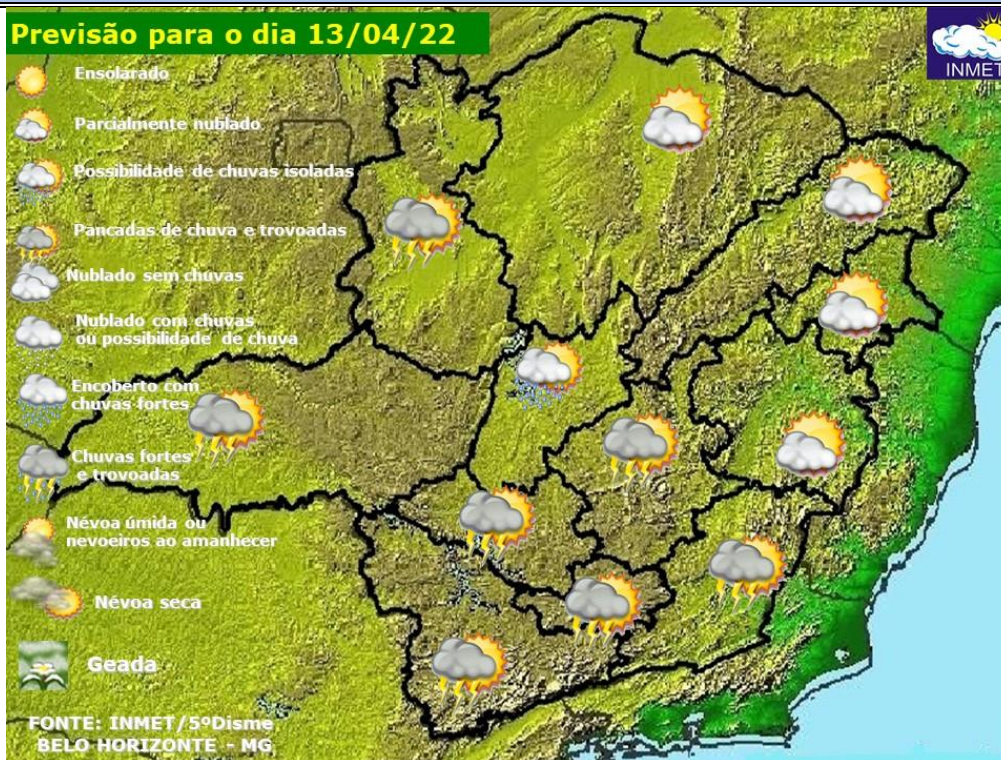 Previsão para o dia 13/04/22
INMET
Ensolarado
Parcialmente nublado
Possibilidade de chuvas isoladas
Pancadas de chuva e trovoadas
Nublado sem chuvas
Nublado com chuvas
ou possibilidade de chuva
Encoberto com
chuvas fortes
Chuvas fortes
e trovoadas
Névoa úmida ou
nevoeiros ao amanhecer
Névoa seca
Geada
FONTE: INMET/5ºDisme
BELO HORIZONTE - MG